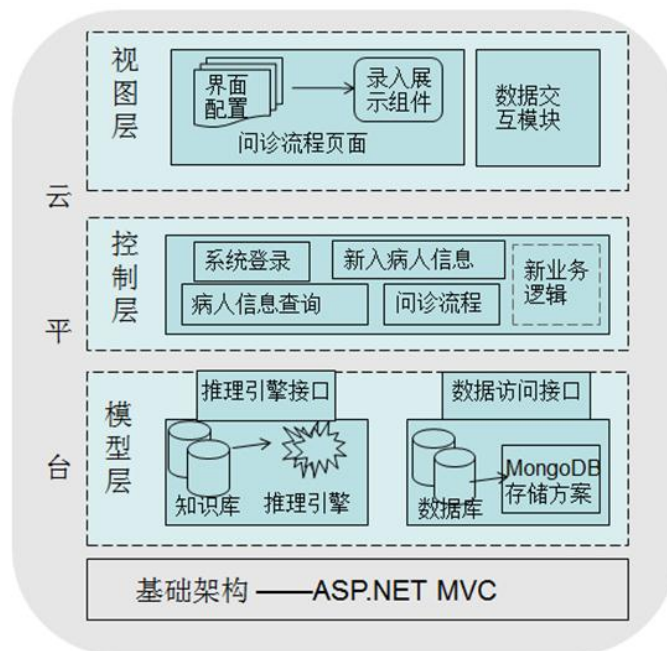 云
平
台
视
图
层
界面
配置
录入展
示组件
问诊流程页面
数据交
互模块
控
制
层
系统登录
新入病人信息
病人信息查询
问诊流程
新业务
逻辑
模
型
层
推理引擎接口
知识库
推理引擎
数据访问接口
数据库
MongoDB
存储方案
基础架构 ——ASP.NET MVC